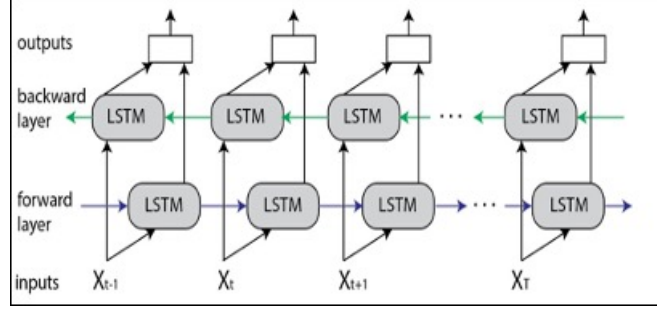 outputs
backward
layer
LSTM LSTM LSTM ... LSTM
forward
layer
LSTM LSTM LSTM ... LSTM
inputs Xt-1 Xt Xt+1 XT